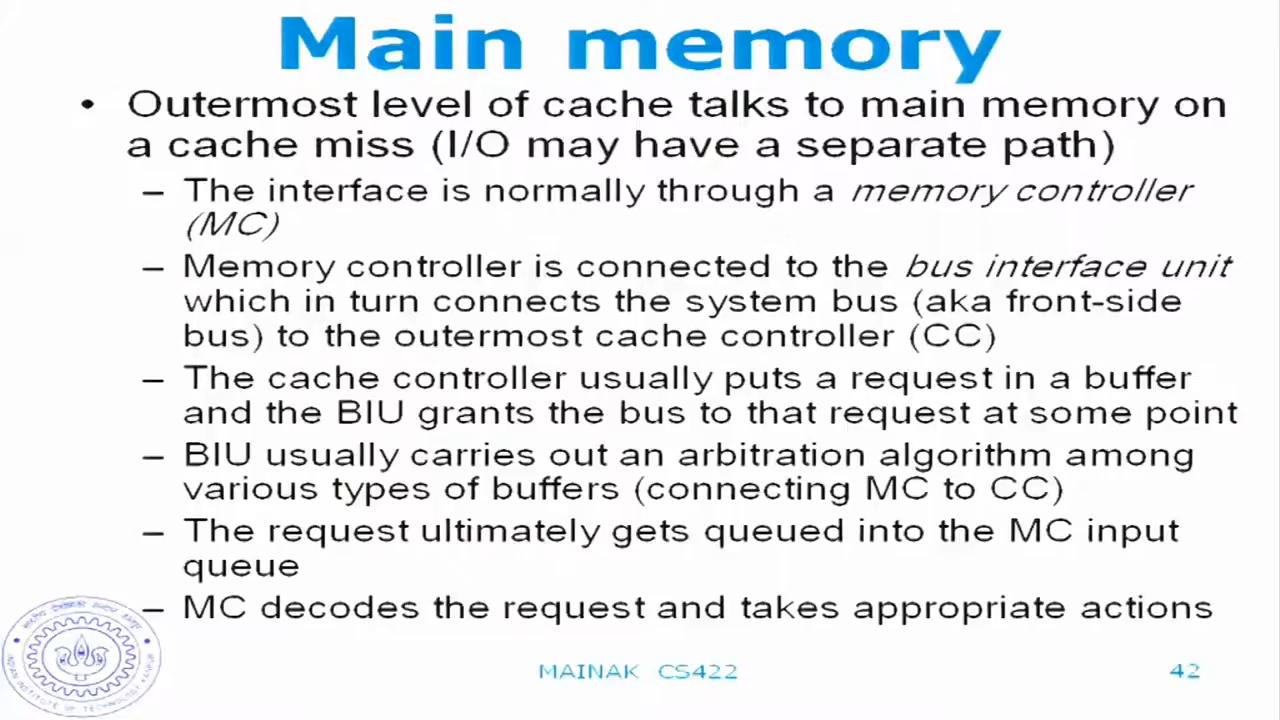 Main memory
• Outermost level of cache talks to main memory on
a cache miss (I/O may have a separate path)
– The interface is normally through a memory controller
(MC)
– Memory controller is connected to the bus interface unit
which in turn connects the system bus (aka front-side
bus) to the outermost cache controller (CC)
– The cache controller usually puts a request in a buffer
and the BIU grants the bus to that request at some point
– BIU usually carries out an arbitration algorithm among
various types of buffers (connecting MC to CC)
– The request ultimately gets queued into the MC input
queue
– MC decodes the request and takes appropriate actions
INDIAN INSTITUTE OF TECHNOLOGY KANPUR
MAINAK CS422
42